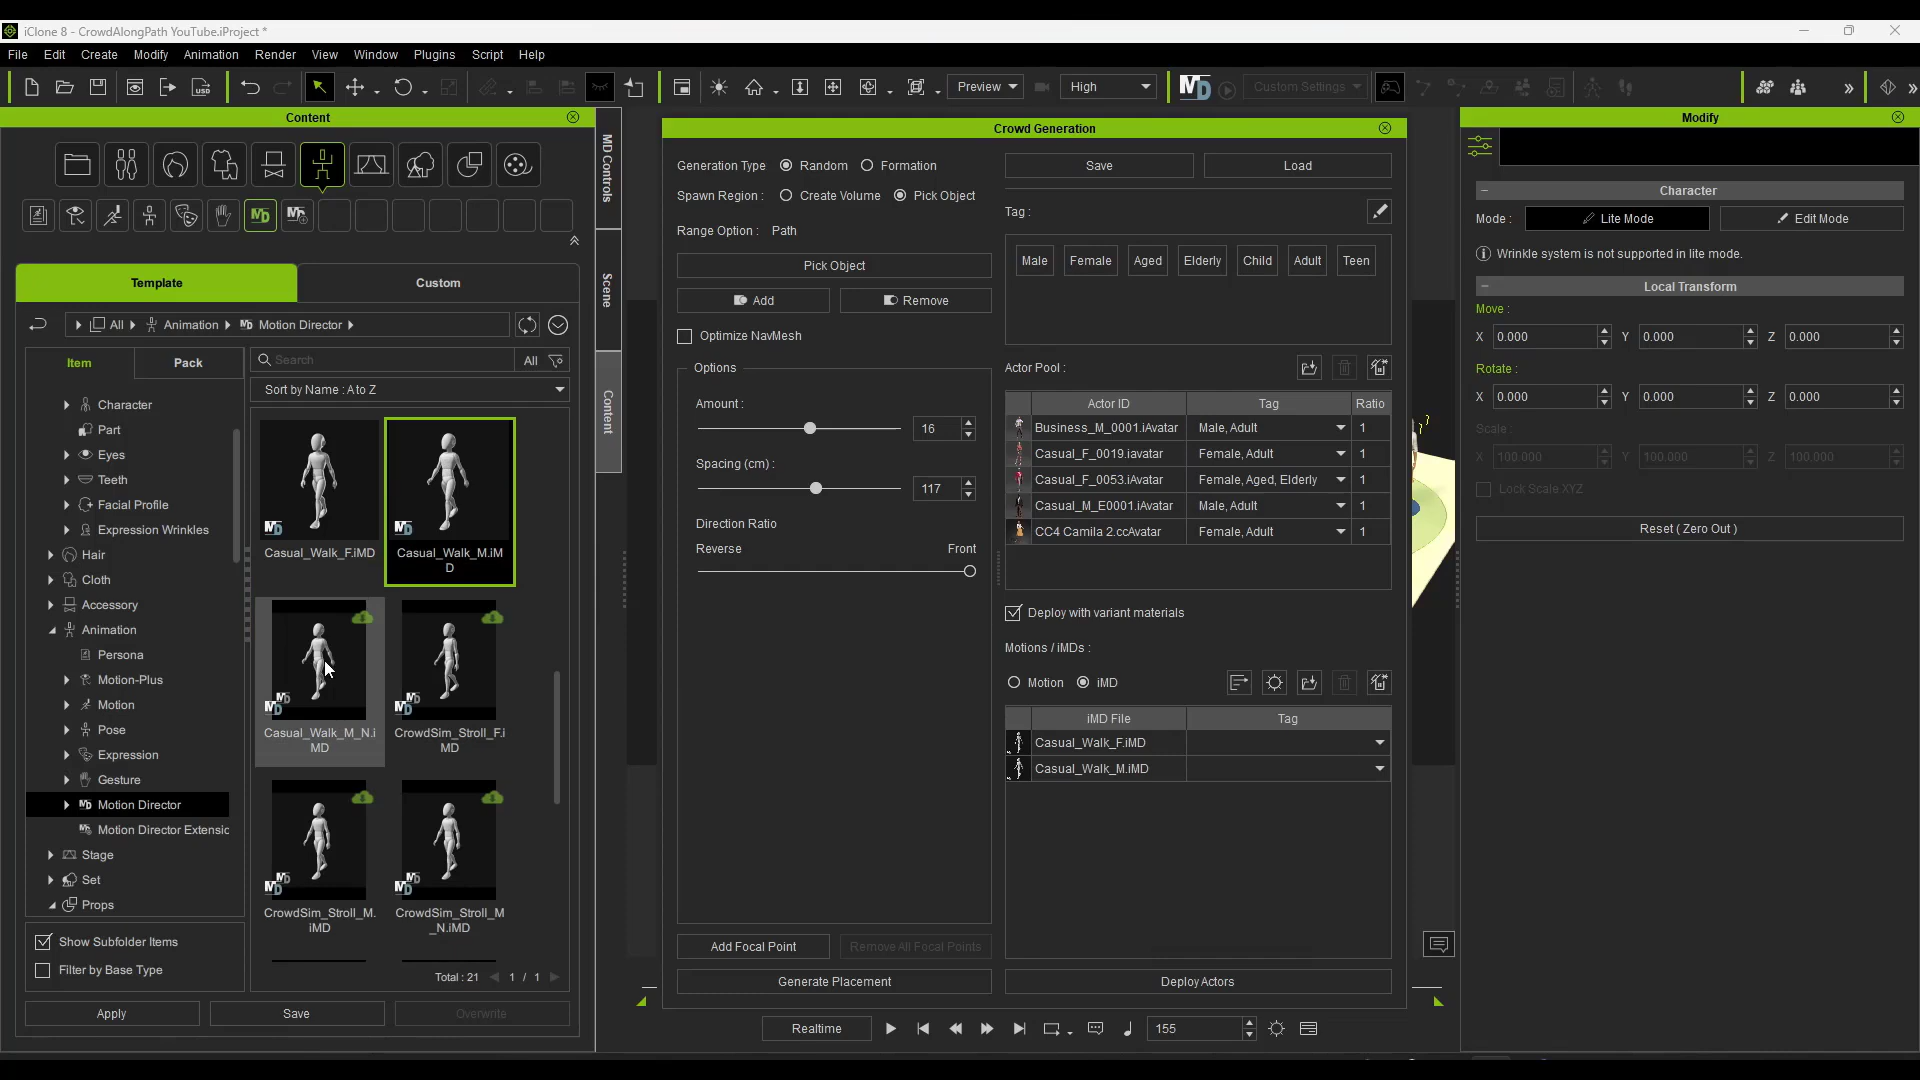 iClone 8 - CrowdAlongPath YouTube.iProject *
File Edit Create Modify Animation Render View Window Plugins Script Help
Preview High Custom Settings
Content
MD Controls
Scene
Content
Template Custom
All Animation Motion Director
Item Pack
Search All
Sort by Name : A to Z
Character
Part
Eyes
Teeth
Facial Profile
Expression Wrinkles
Hair
Cloth
Accessory
Animation
Persona
Motion-Plus
Motion
Pose
Expression
Gesture
Motion Director
Motion Director Extensic
Stage
Set
Props
Casual_Walk_F.iMD
Casual_Walk_M.iM
D
Casual_Walk_M_N.i
MD
CrowdSim_Stroll_F.i
MD
CrowdSim_Stroll_M.
iMD
CrowdSim_Stroll_M
_N.iMD
Show Subfolder Items
Filter by Base Type
Total : 21 1 / 1
Apply Save Overwrite
Crowd Generation
Generation Type Random Formation
Spawn Region : Create Volume Pick Object
Range Option : Path
Pick Object
Add Remove
Optimize NavMesh
Options
Amount :
16
Spacing (cm) :
117
Direction Ratio
Reverse Front
Add Focal Point Remove All Focal Points
Generate Placement
Save Load
Tag :
Male Female Aged Elderly Child Adult Teen
Actor Pool :
Actor ID Tag Ratio
Business_M_0001.iAvatar Male, Adult 1
Casual_F_0019.iavatar Female, Adult 1
Casual_F_0053.iAvatar Female, Aged, Elderly 1
Casual_M_E0001.iAvatar Male, Adult 1
CC4 Camila 2.ccAvatar Female, Adult 1
Deploy with variant materials
Motions / iMDs :
Motion iMD
iMD File Tag
Casual_Walk_F.iMD
Casual_Walk_M.iMD
Deploy Actors
Realtime 155
Modify
Character
Mode : Lite Mode Edit Mode
Wrinkle system is not supported in lite mode.
Local Transform
Move :
X 0.000 Y 0.000 Z 0.000
Rotate :
X 0.000 Y 0.000 Z 0.000
Scale :
X 100.000 Y 100.000 Z 100.000
Lock Scale XYZ
Reset ( Zero Out )